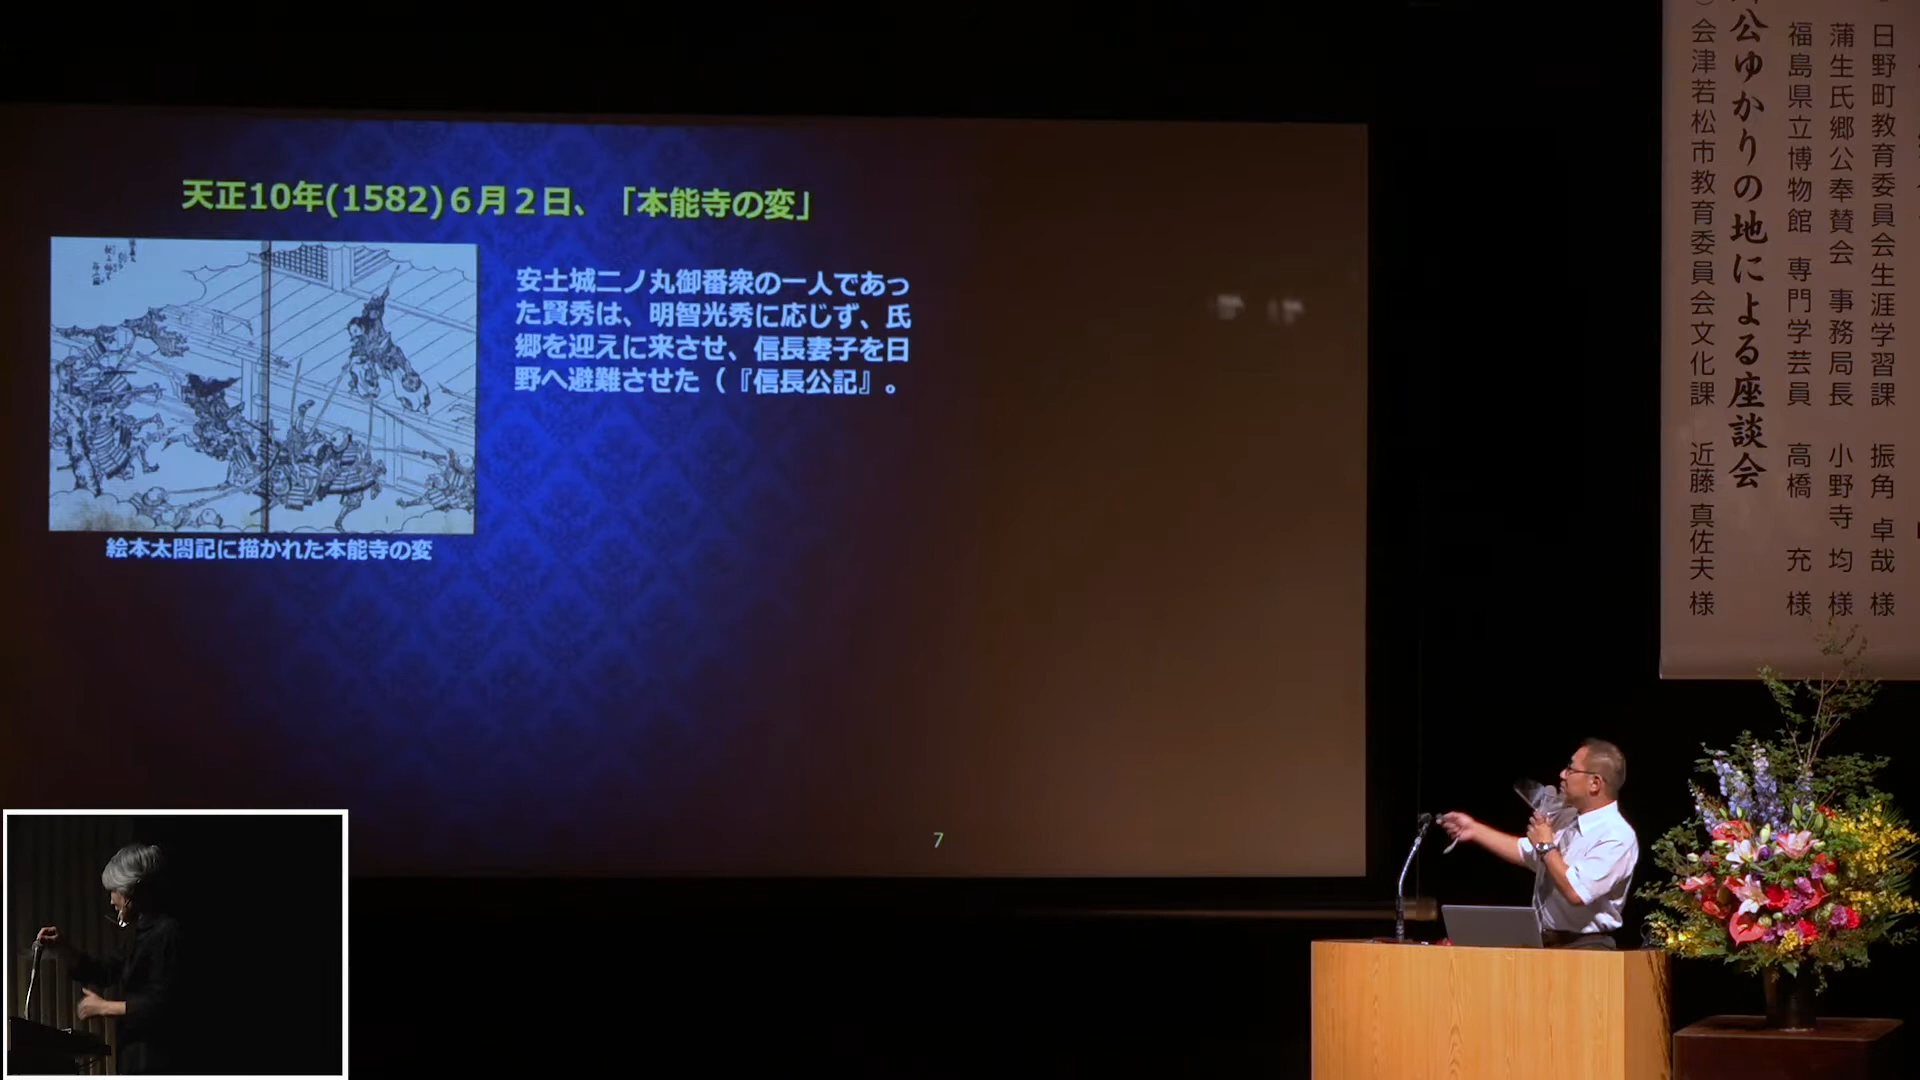 天正10年(1582)６月２日、「本能寺の変」
安土城二ノ丸御番衆の一人であっ
た賢秀は、明智光秀に応じず、氏
郷を迎えに来させ、信長妻子を日
野へ避難させた（『信長公記』。
絵本太閤記に描かれた本能寺の変
7
日野町教育委員会生涯学習課 振角 卓哉 様
蒲生氏郷公奉賛会 事務局長 小野寺 均 様
福島県立博物館 専門学芸員 高橋 充 様
公ゆかりの地による座談会
会津若松市教育委員会文化課 近藤 真佐夫 様